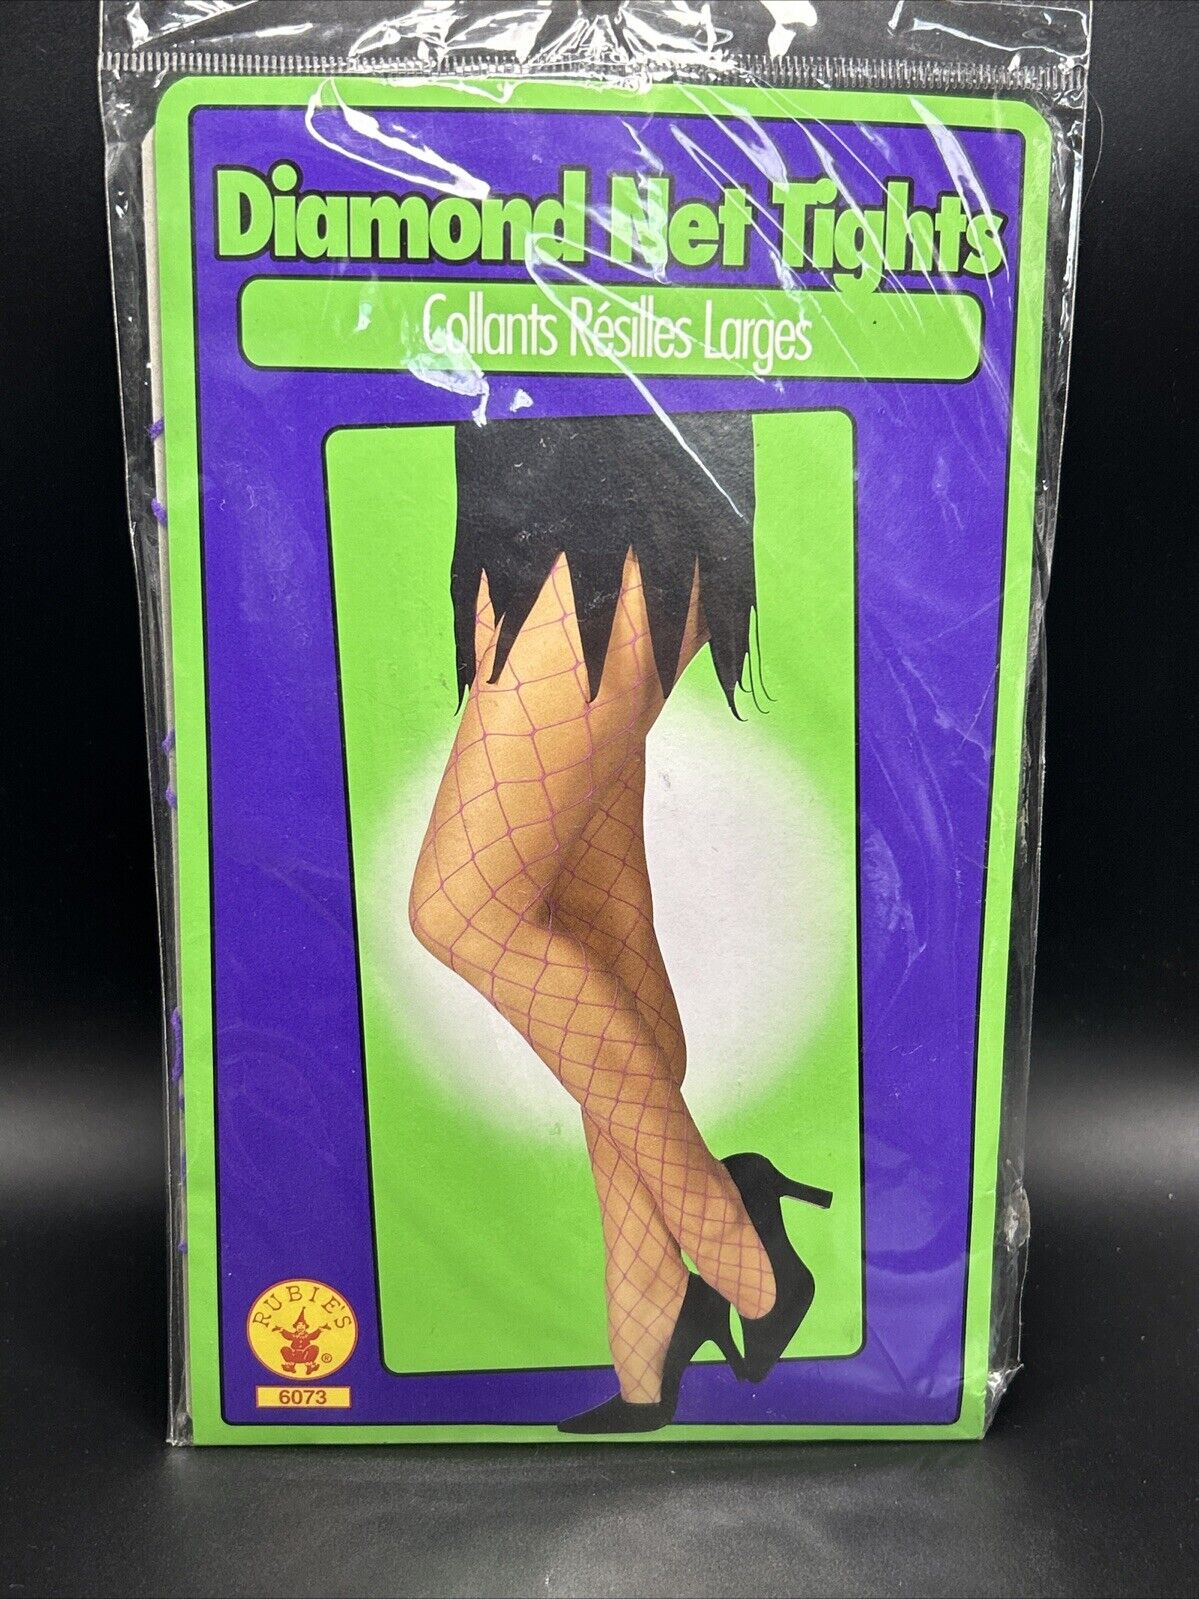 Diamond Net Tights
Collants Résilles Larges
RUBIE'S
®
6073